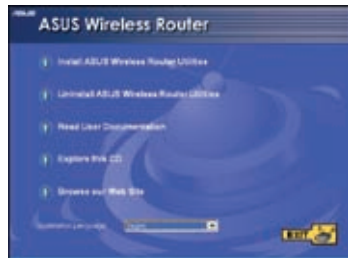 ASUS Wireless Router
Install ASUS Wireless Router Utilities
Uninstall ASUS Wireless Router Utilities
Read User Documentation
Explore this CD
Browse our Web Site
Language:
EXIT